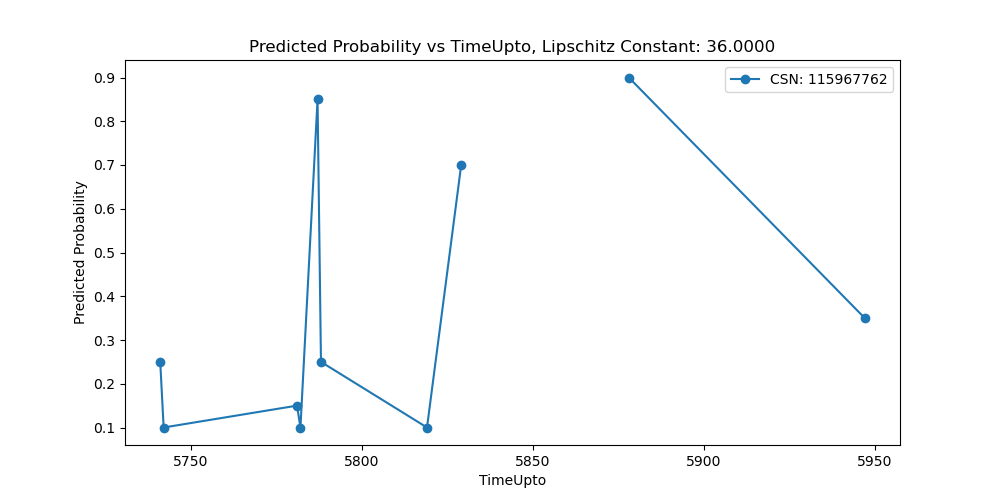 Predicted Probability vs TimeUpto, Lipschitz Constant: 36.0000
CSN: 115967762
Predicted Probability
0.9
0.8
0.7
0.6
0.5
0.4
0.3
0.2
0.1
5750 5800 5850 5900 5950
TimeUpto